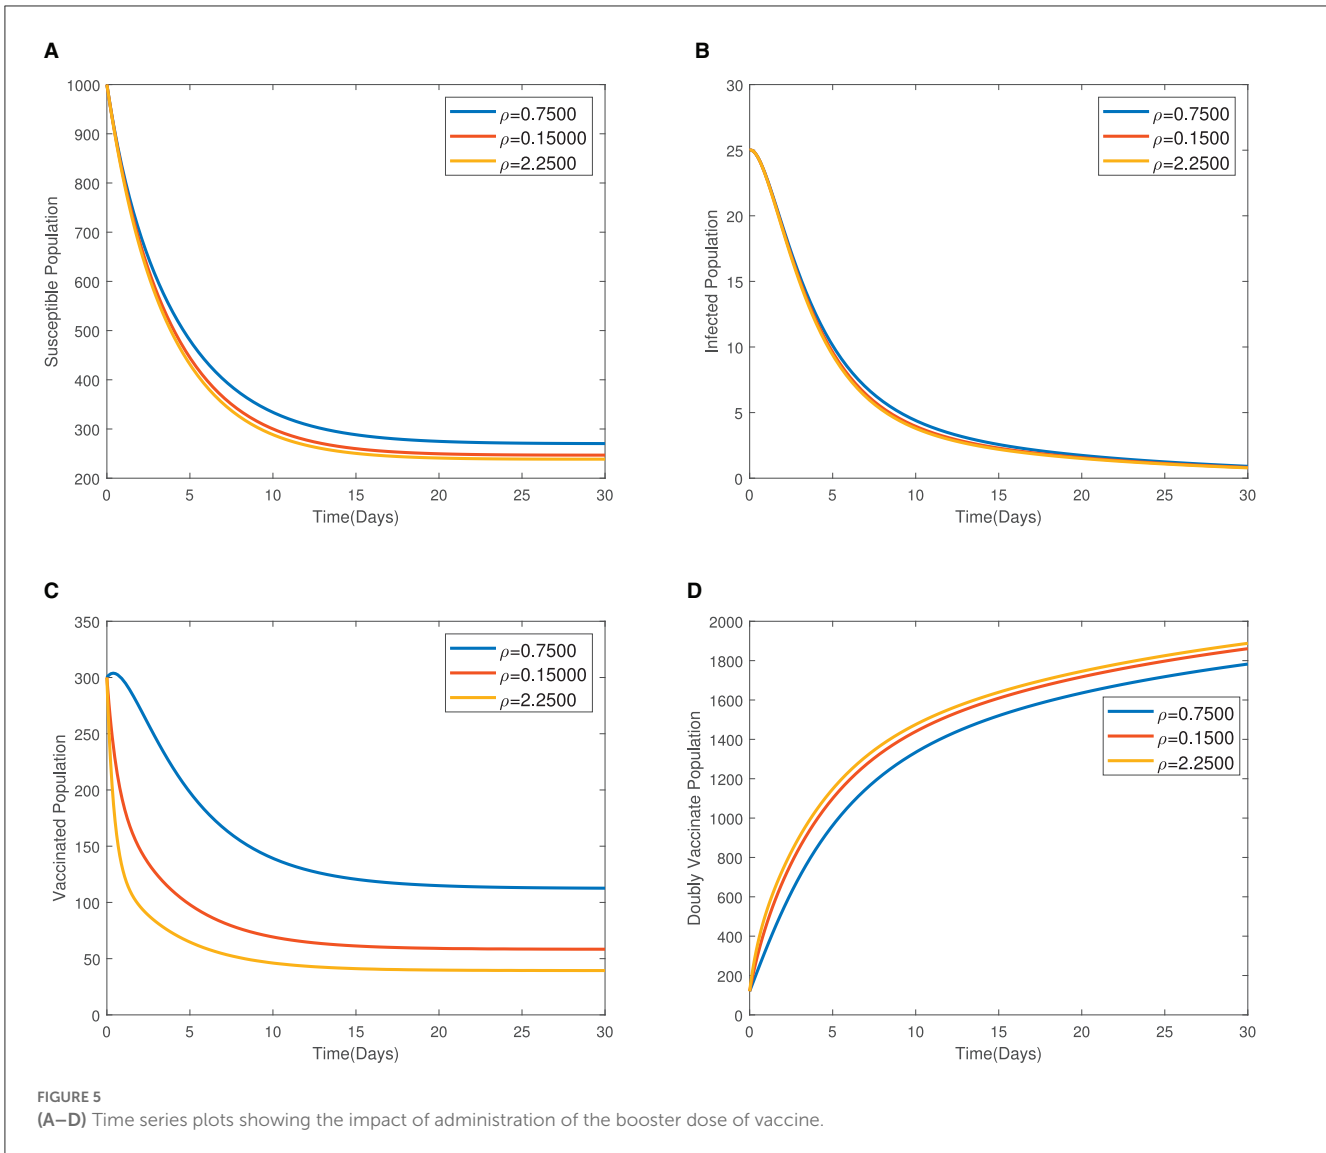 A
1000
900
800
700
600
500
400
300
200
0 5 10 15 20 25 30
Susceptible Population
Time(Days)
ρ=0.7500
ρ=0.15000
ρ=2.2500
B
30
25
20
15
10
5
0
0 5 10 15 20 25 30
Infected Population
Time(Days)
ρ=0.7500
ρ=0.1500
ρ=2.2500
C
350
300
250
200
150
100
50
0
0 5 10 15 20 25 30
Vaccinated Population
Time(Days)
ρ=0.7500
ρ=0.15000
ρ=2.2500
D
2000
1800
1600
1400
1200
1000
800
600
400
200
0
0 5 10 15 20 25 30
Doubly Vaccinate Population
Time(Days)
ρ=0.7500
ρ=0.1500
ρ=2.2500
FIGURE 5
(A–D) Time series plots showing the impact of administration of the booster dose of vaccine.